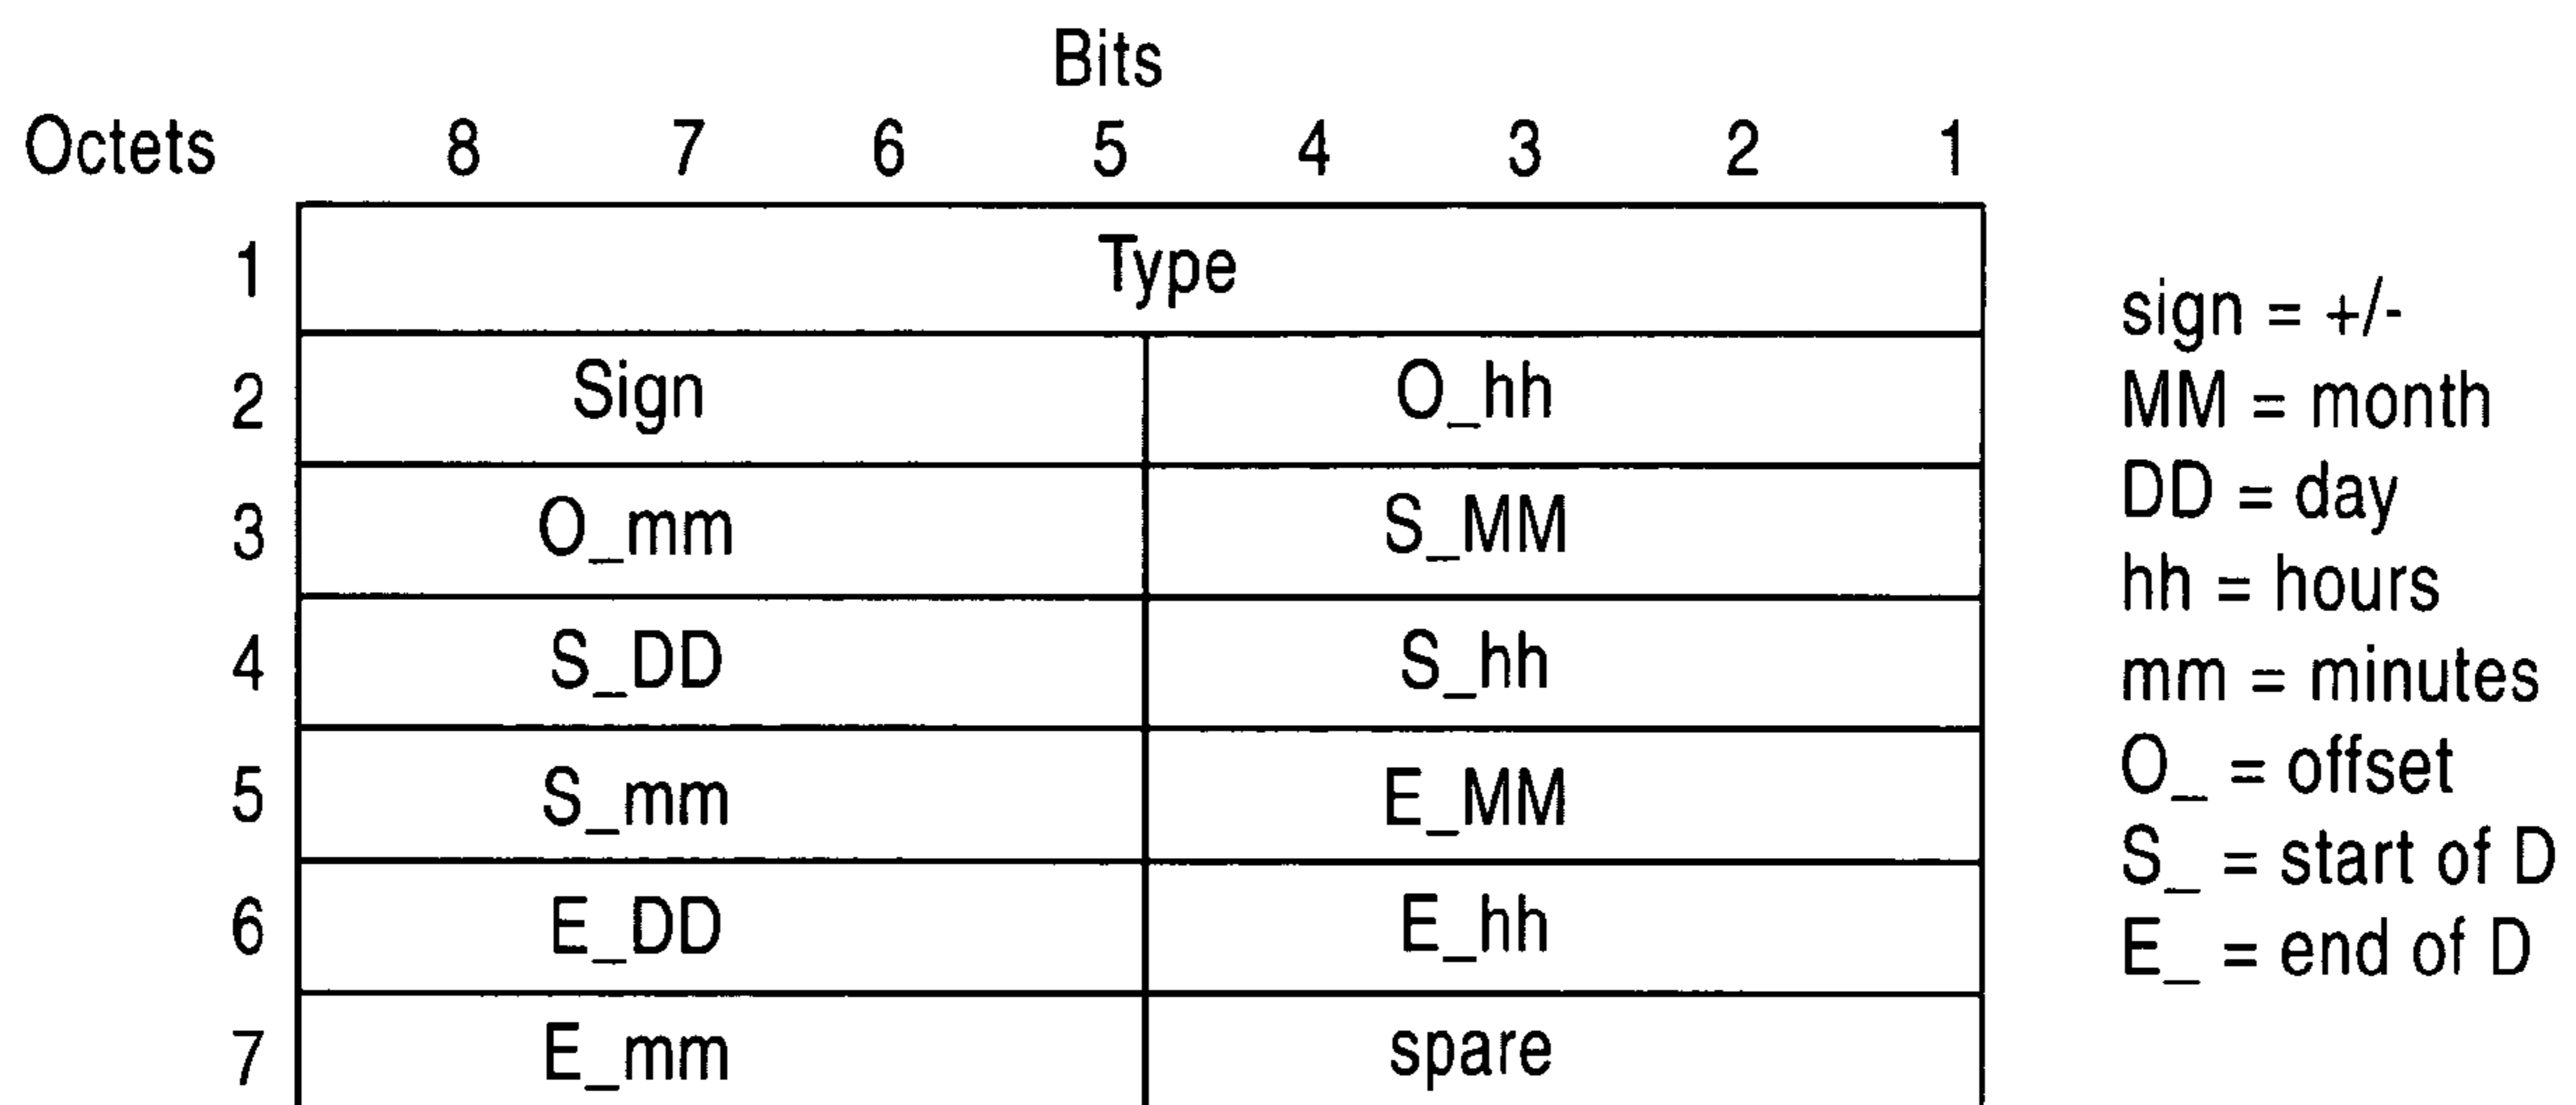 Bits
Octets 8 7 6 5 4 3 2 1
1 Type
2 Sign O_hh
3 O_mm S_MM
4 S_DD S_hh
5 S_mm E_MM
6 E_DD E_hh
7 E_mm spare
sign = +/-
MM = month
DD = day
hh = hours
mm = minutes
O_ = offset
S_ = start of D
E_ = end of D